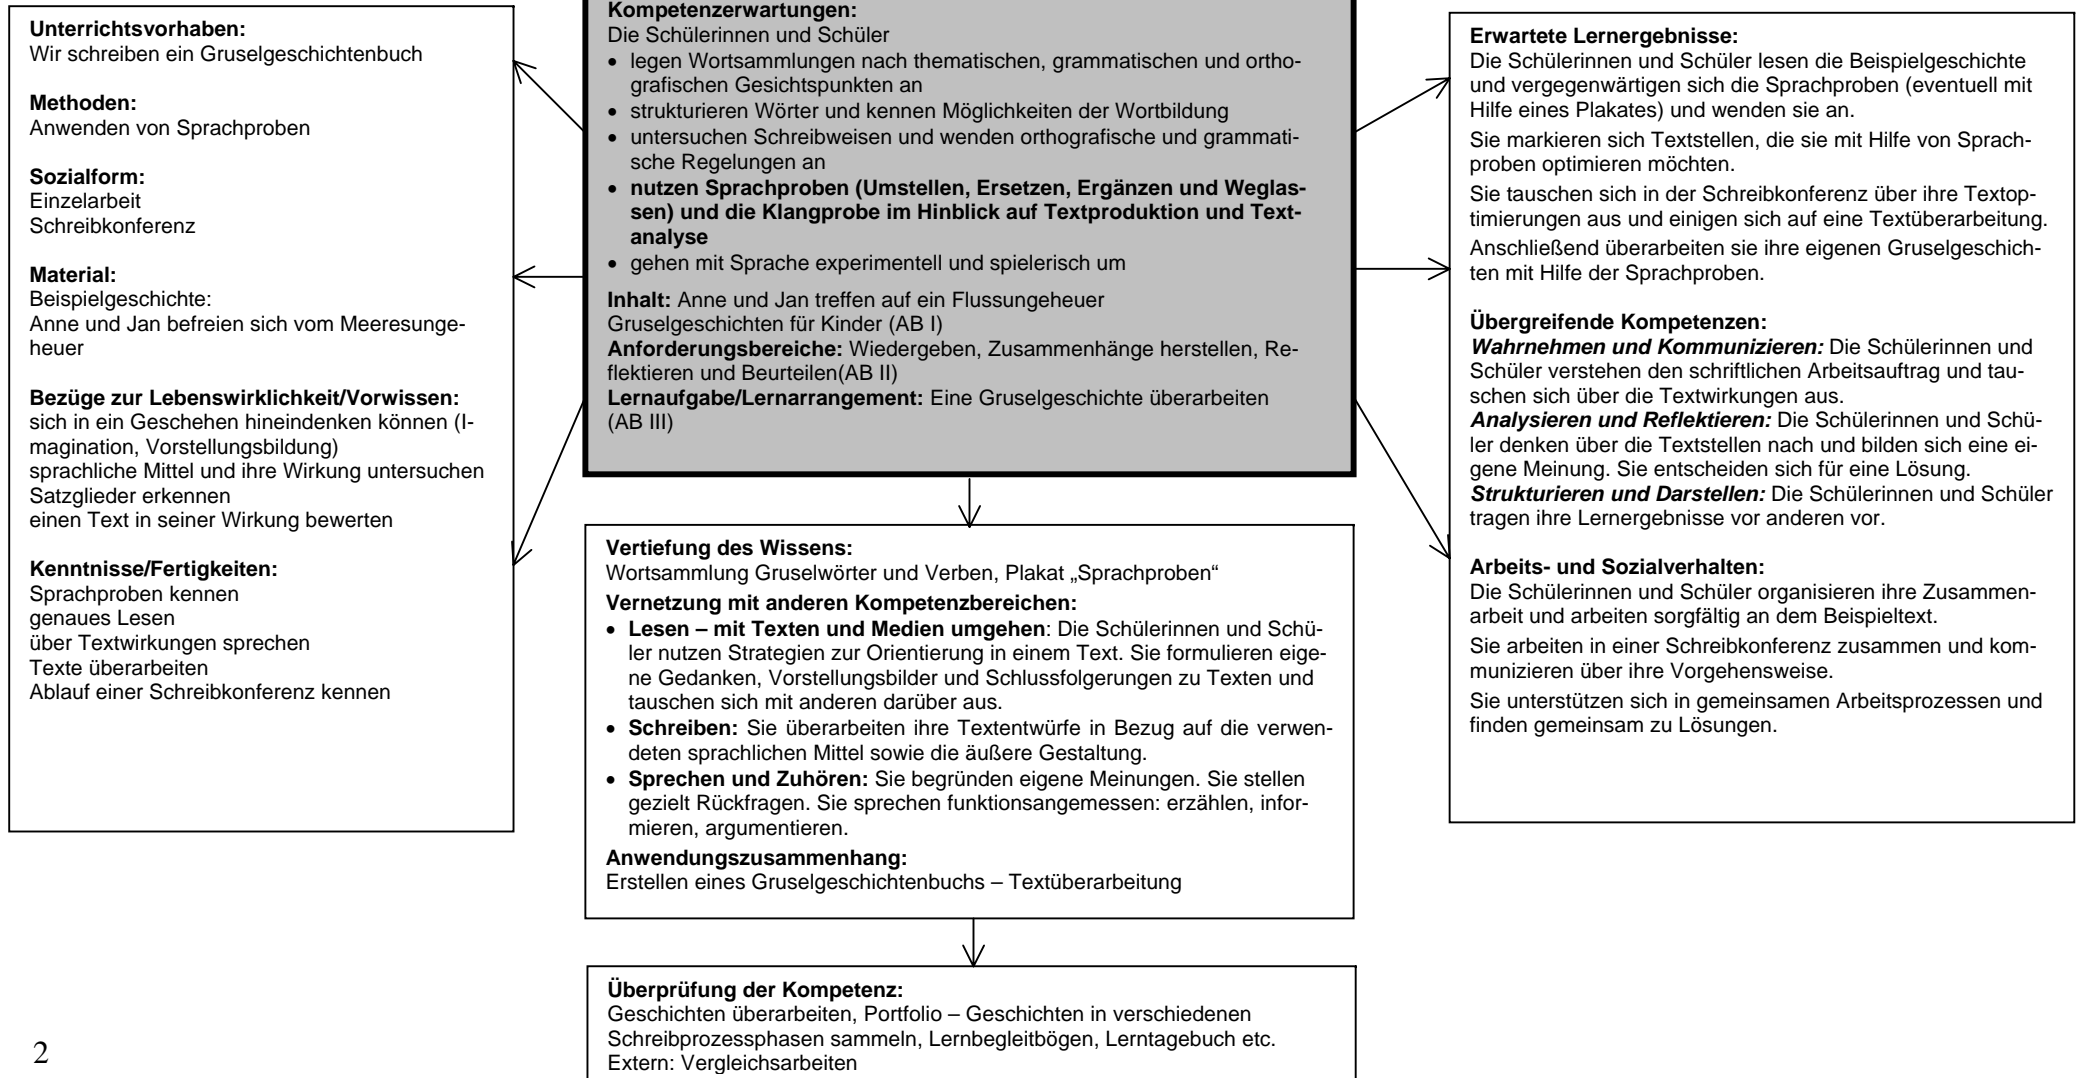 Unterrichtsvorhaben:
Wir schreiben ein Gruselgeschichtenbuch
Methoden:
Anwenden von Sprachproben
Sozialform:
Einzelarbeit
Schreibkonferenz
Material:
Beispielgeschichte:
Anne und Jan befreien sich vom Meeresunge-
heuer
Bezüge zur Lebenswirklichkeit/Vorwissen:
sich in ein Geschehen hineindenken können (I-
magination, Vorstellungsbildung)
sprachliche Mittel und ihre Wirkung untersuchen
Satzglieder erkennen
einen Text in seiner Wirkung bewerten
Kenntnisse/Fertigkeiten:
Sprachproben kennen
genaues Lesen
über Textwirkungen sprechen
Texte überarbeiten
Ablauf einer Schreibkonferenz kennen
Kompetenzerwartungen:
Die Schülerinnen und Schüler
• legen Wortsammlungen nach thematischen, grammatischen und ortho-
grafischen Gesichtspunkten an
• strukturieren Wörter und kennen Möglichkeiten der Wortbildung
• untersuchen Schreibweisen und wenden orthografische und grammati-
sche Regelungen an
• nutzen Sprachproben (Umstellen, Ersetzen, Ergänzen und Weglas-
sen) und die Klangprobe im Hinblick auf Textproduktion und Text-
analyse
• gehen mit Sprache experimentell und spielerisch um
Inhalt: Anne und Jan treffen auf ein Flussungeheuer
Gruselgeschichten für Kinder (AB I)
Anforderungsbereiche: Wiedergeben, Zusammenhänge herstellen, Re-
flektieren und Beurteilen(AB II)
Lernaufgabe/Lernarrangement: Eine Gruselgeschichte überarbeiten
(AB III)
Vertiefung des Wissens:
Wortsammlung Gruselwörter und Verben, Plakat „Sprachproben“
Vernetzung mit anderen Kompetenzbereichen:
• Lesen – mit Texten und Medien umgehen: Die Schülerinnen und Schü-
ler nutzen Strategien zur Orientierung in einem Text. Sie formulieren eige-
ne Gedanken, Vorstellungsbilder und Schlussfolgerungen zu Texten und
tauschen sich mit anderen darüber aus.
• Schreiben: Sie überarbeiten ihre Textentwürfe in Bezug auf die verwen-
deten sprachlichen Mittel sowie die äußere Gestaltung.
• Sprechen und Zuhören: Sie begründen eigene Meinungen. Sie stellen
gezielt Rückfragen. Sie sprechen funktionsangemessen: erzählen, infor-
mieren, argumentieren.
Anwendungszusammenhang:
Erstellen eines Gruselgeschichtenbuchs – Textüberarbeitung
Überprüfung der Kompetenz:
Geschichten überarbeiten, Portfolio – Geschichten in verschiedenen
Schreibprozessphasen sammeln, Lernbegleitbögen, Lerntagebuch etc.
Extern: Vergleichsarbeiten
Erwartete Lernergebnisse:
Die Schülerinnen und Schüler lesen die Beispielgeschichte
und vergegenwärtigen sich die Sprachproben (eventuell mit
Hilfe eines Plakates) und wenden sie an.
Sie markieren sich Textstellen, die sie mit Hilfe von Sprach-
proben optimieren möchten.
Sie tauschen sich in der Schreibkonferenz über ihre Textop-
timierungen aus und einigen sich auf eine Textüberarbeitung.
Anschließend überarbeiten sie ihre eigenen Gruselgeschich-
ten mit Hilfe der Sprachproben.
Übergreifende Kompetenzen:
Wahrnehmen und Kommunizieren: Die Schülerinnen und
Schüler verstehen den schriftlichen Arbeitsauftrag und tau-
schen sich über die Textwirkungen aus.
Analysieren und Reflektieren: Die Schülerinnen und Schü-
ler denken über die Textstellen nach und bilden sich eine ei-
gene Meinung. Sie entscheiden sich für eine Lösung.
Strukturieren und Darstellen: Die Schülerinnen und Schüler
tragen ihre Lernergebnisse vor anderen vor.
Arbeits- und Sozialverhalten:
Die Schülerinnen und Schüler organisieren ihre Zusammen-
arbeit und arbeiten sorgfältig an dem Beispieltext.
Sie arbeiten in einer Schreibkonferenz zusammen und kom-
munizieren über ihre Vorgehensweise.
Sie unterstützen sich in gemeinsamen Arbeitsprozessen und
finden gemeinsam zu Lösungen.
2